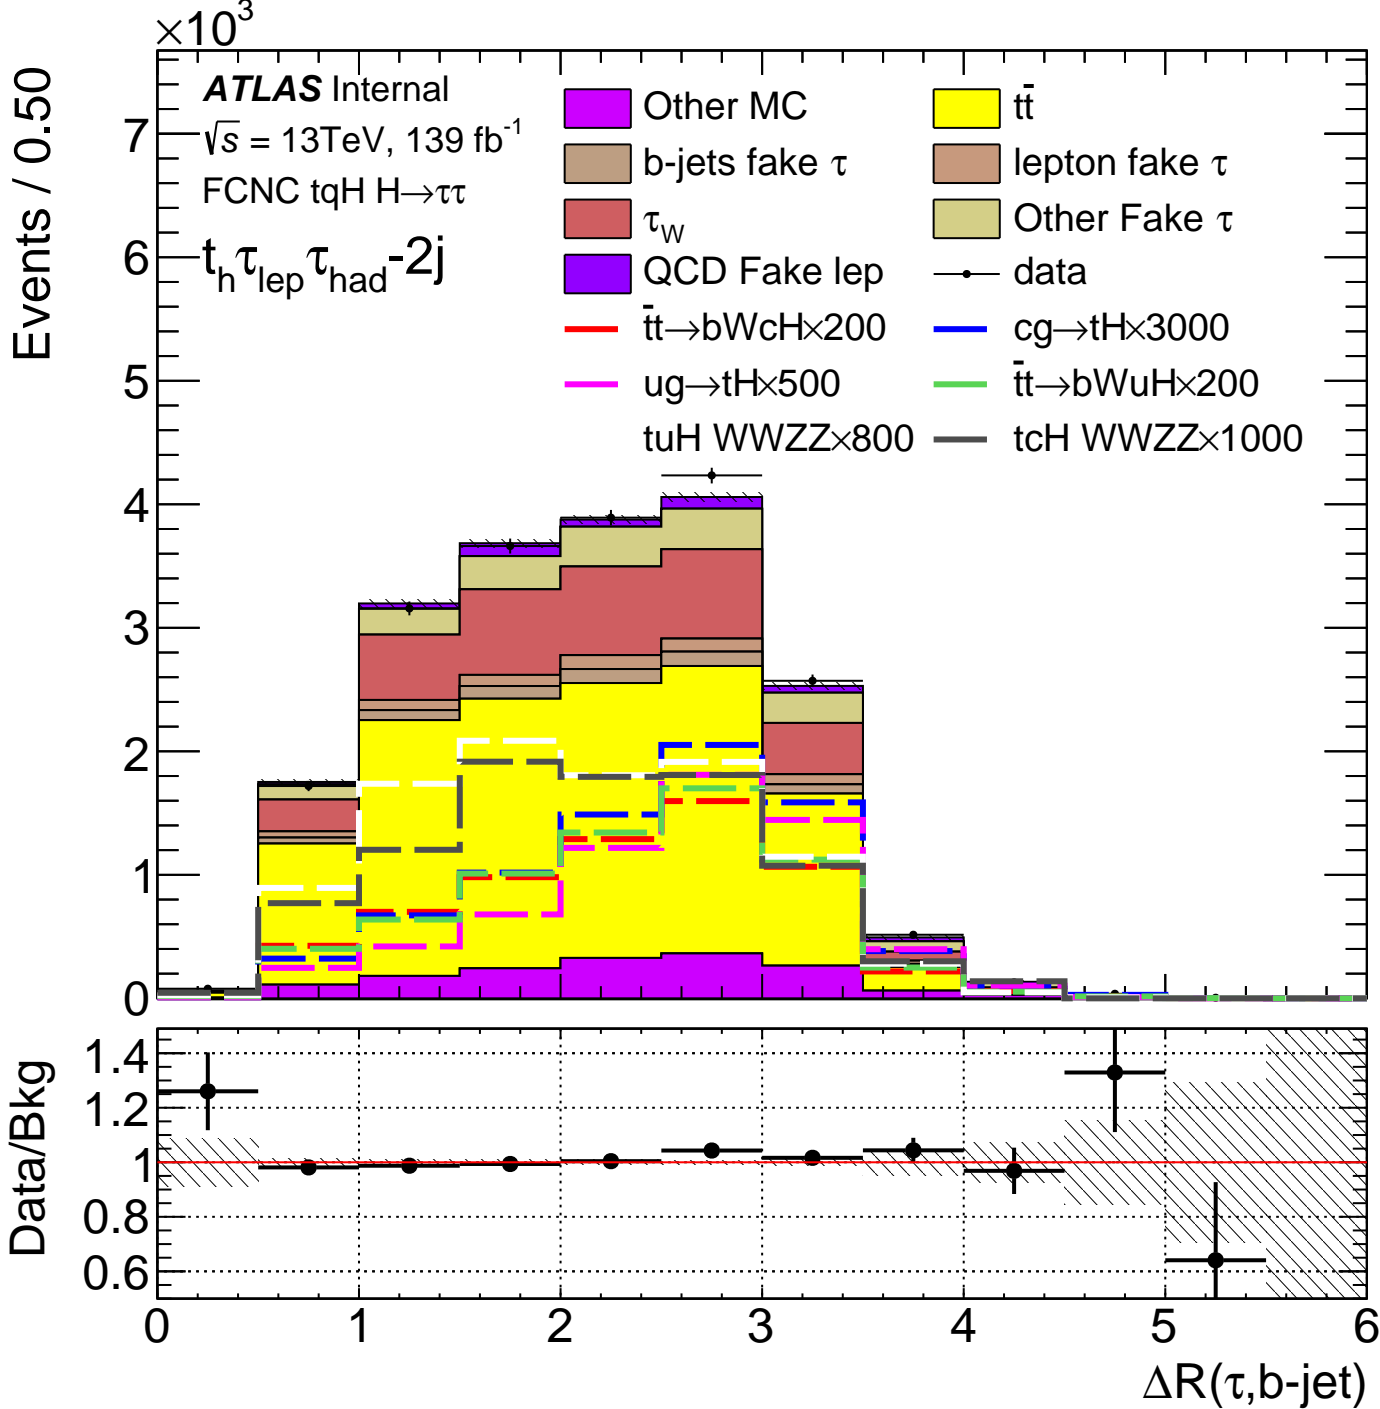 ×10³
Events / 0.50
ATLAS Internal
√s = 13TeV, 139 fb⁻¹
FCNC tqH H→ττ
t_h τ_lep τ_had-2j
Other MC
tt̄
b-jets fake τ
lepton fake τ
τ_W
Other Fake τ
QCD Fake lep
data
t̄t→bWcH×200
cg→tH×3000
ug→tH×500
t̄t→bWuH×200
tuH WWZZ×800
tcH WWZZ×1000
7
6
5
4
3
2
1
0
Data/Bkg
1.4
1.2
1
0.8
0.6
0 1 2 3 4 5 6
ΔR(τ,b-jet)